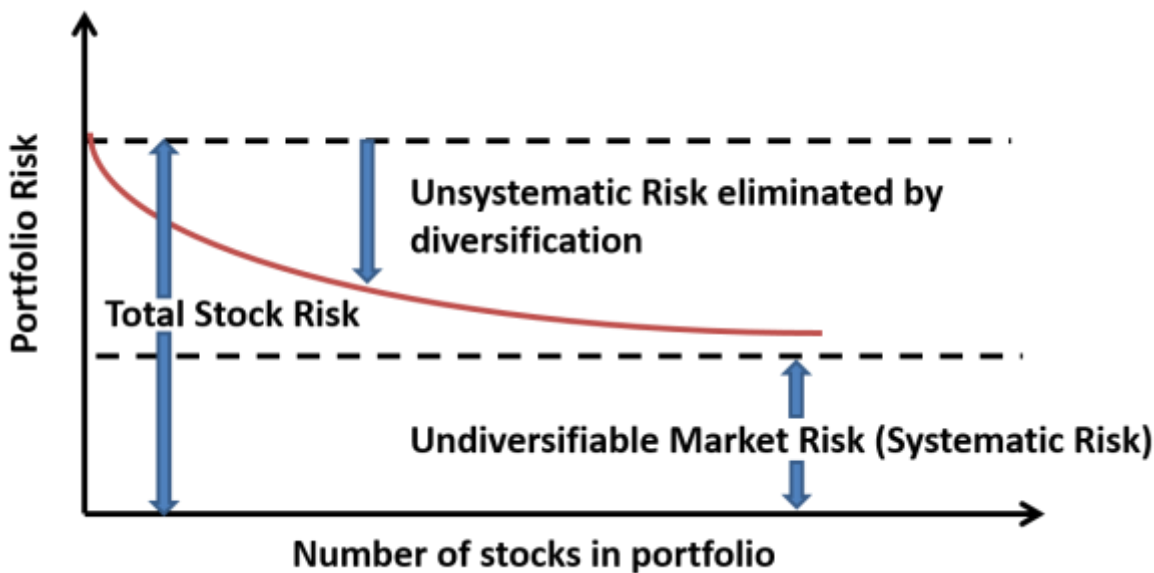 Portfolio Risk
Unsystematic Risk eliminated by
diversification
Total Stock Risk
Undiversifiable Market Risk (Systematic Risk)
Number of stocks in portfolio